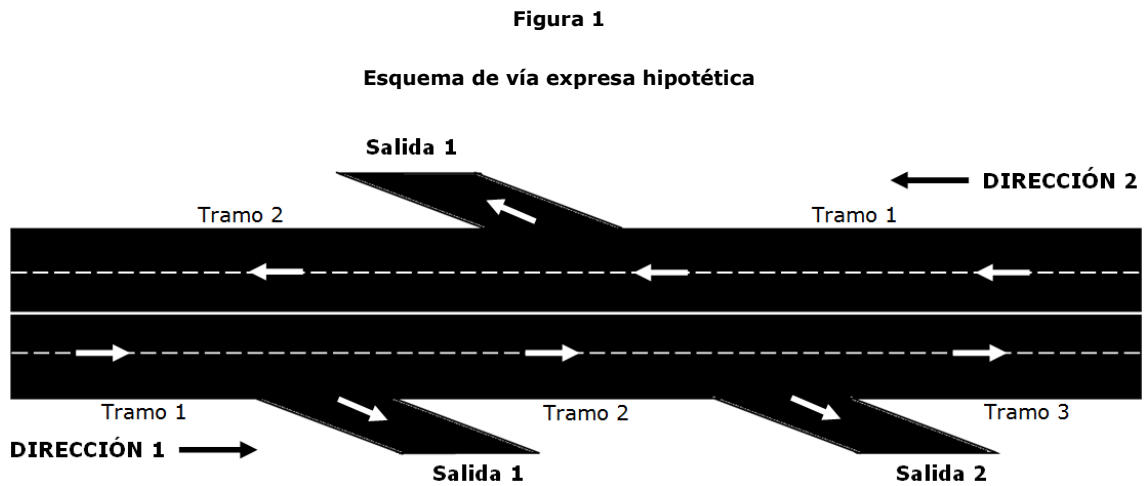 Figura 1
Esquema de vía expresa hipotética
Salida 1
DIRECCIÓN 2
Tramo 2
Tramo 1
Tramo 1
Tramo 2
Tramo 3
DIRECCIÓN 1
Salida 1
Salida 2